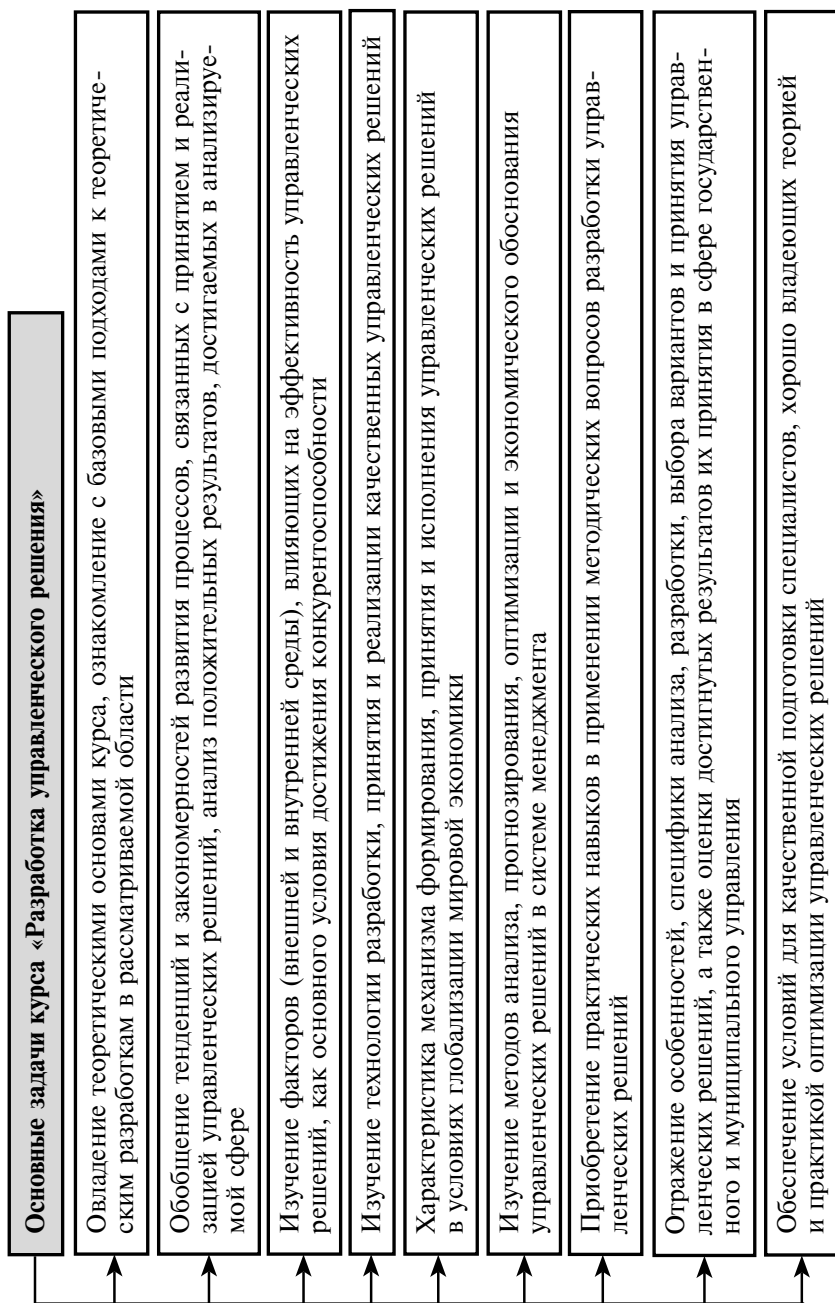 Основные задачи курса «Разработка управленческого решения»
Овладение теоретическими основами курса, ознакомление с базовыми подходами к теоретиче-
ским разработкам в рассматриваемой области
Обобщение тенденций и закономерностей развития процессов, связанных с принятием и реали-
зацией управленческих решений, анализ положительных результатов, достигаемых в анализируе-
мой сфере
Изучение факторов (внешней и внутренней среды), влияющих на эффективность управленческих
решений, как основного условия достижения конкурентоспособности
Изучение технологии разработки, принятия и реализации качественных управленческих решений
Характеристика механизма формирования, принятия и исполнения управленческих решений
в условиях глобализации мировой экономики
Изучение методов анализа, прогнозирования, оптимизации и экономического обоснования
управленческих решений в системе менеджмента
Приобретение практических навыков в применении методических вопросов разработки управ-
ленческих решений
Отражение особенностей, специфики анализа, разработки, выбора вариантов и принятия управ-
ленческих решений, а также оценки достигнутых результатов их принятия в сфере государствен-
ного и муниципального управления
Обеспечение условий для качественной подготовки специалистов, хорошо владеющих теорией
и практикой оптимизации управленческих решений